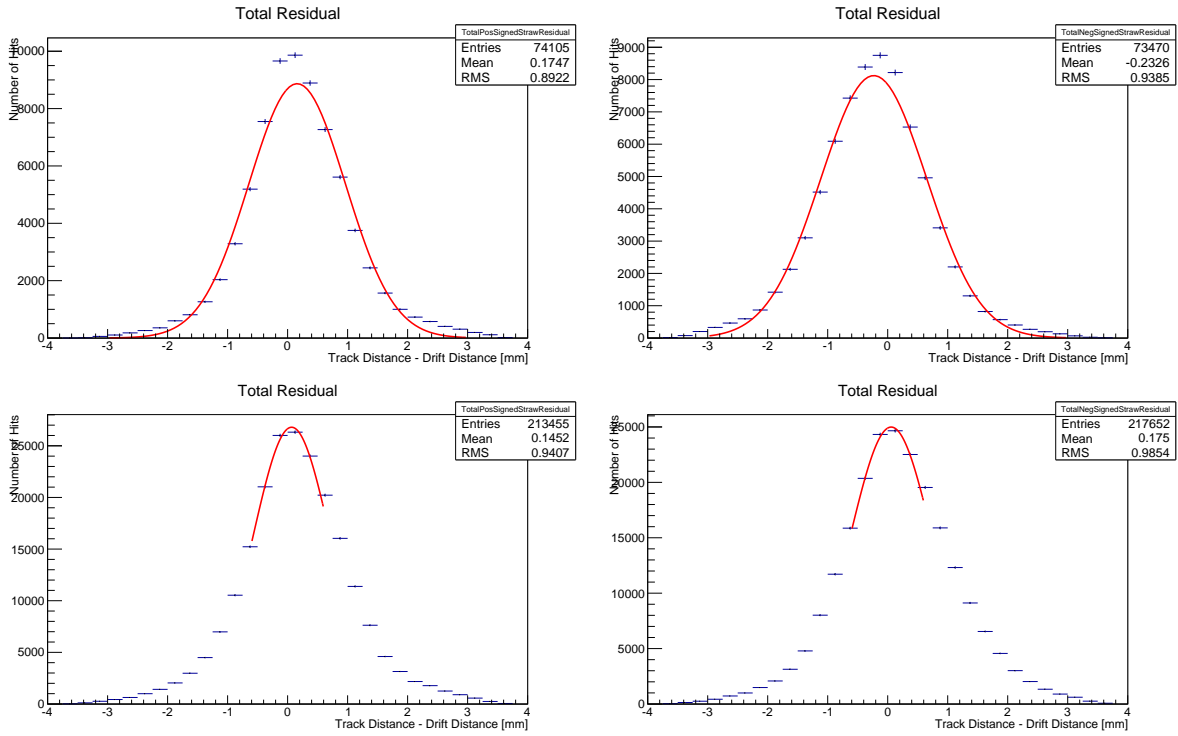 Total Residual
Number of Hits
TotalPosSignedStrawResidual
Entries 74105
Mean 0.1747
RMS 0.8922
10000
8000
6000
4000
2000
0
-4 -3 -2 -1 0 1 2 3 4
Track Distance - Drift Distance [mm]
Total Residual
Number of Hits
TotalNegSignedStrawResidual
Entries 73470
Mean -0.2326
RMS 0.9385
9000
8000
7000
6000
5000
4000
3000
2000
1000
0
-4 -3 -2 -1 0 1 2 3 4
Track Distance - Drift Distance [mm]
Total Residual
Number of Hits
TotalPosSignedStrawResidual
Entries 213455
Mean 0.1452
RMS 0.9407
25000
20000
15000
10000
5000
0
-4 -3 -2 -1 0 1 2 3 4
Track Distance - Drift Distance [mm]
Total Residual
Number of Hits
TotalNegSignedStrawResidual
Entries 217652
Mean 0.175
RMS 0.9854
25000
20000
15000
10000
5000
0
-4 -3 -2 -1 0 1 2 3 4
Track Distance - Drift Distance [mm]